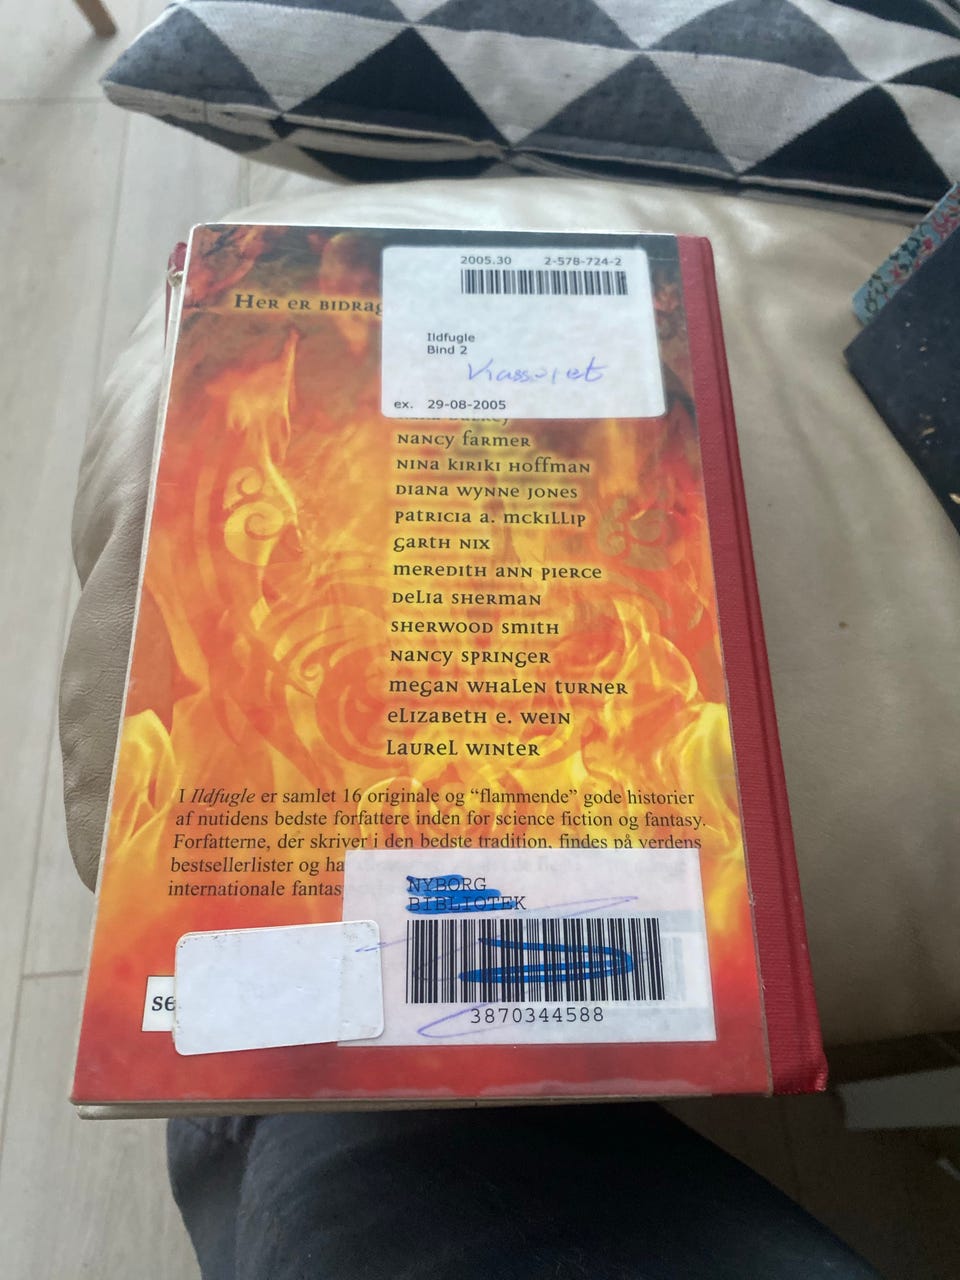 2005.30 2-578-724-2
HER ER BIDRAG
Ildfugle
Bind 2
Kasseret
ex. 29-08-2005
NANCY FARMER
NINA KIRIKI HOFFMAN
DIANA WYNNE JONES
PATRICIA A. MCKILLIP
GARTH NIX
MEREDITH ANN PIERCE
DELIA SHERMAN
SHERWOOD SMITH
NANCY SPRINGER
MEGAN WHALEN TURNER
ELIZABETH E. WEIN
LAUREL WINTER
I Ildfugle er samlet 16 originale og “flammende” gode historier
af nutidens bedste forfattere inden for science fiction og fantasy.
Forfatterne, der skriver i den bedste tradition, findes på verdens
bestsellerlister og
internationale
NYBORG
BIBLIOTEK
3870344588